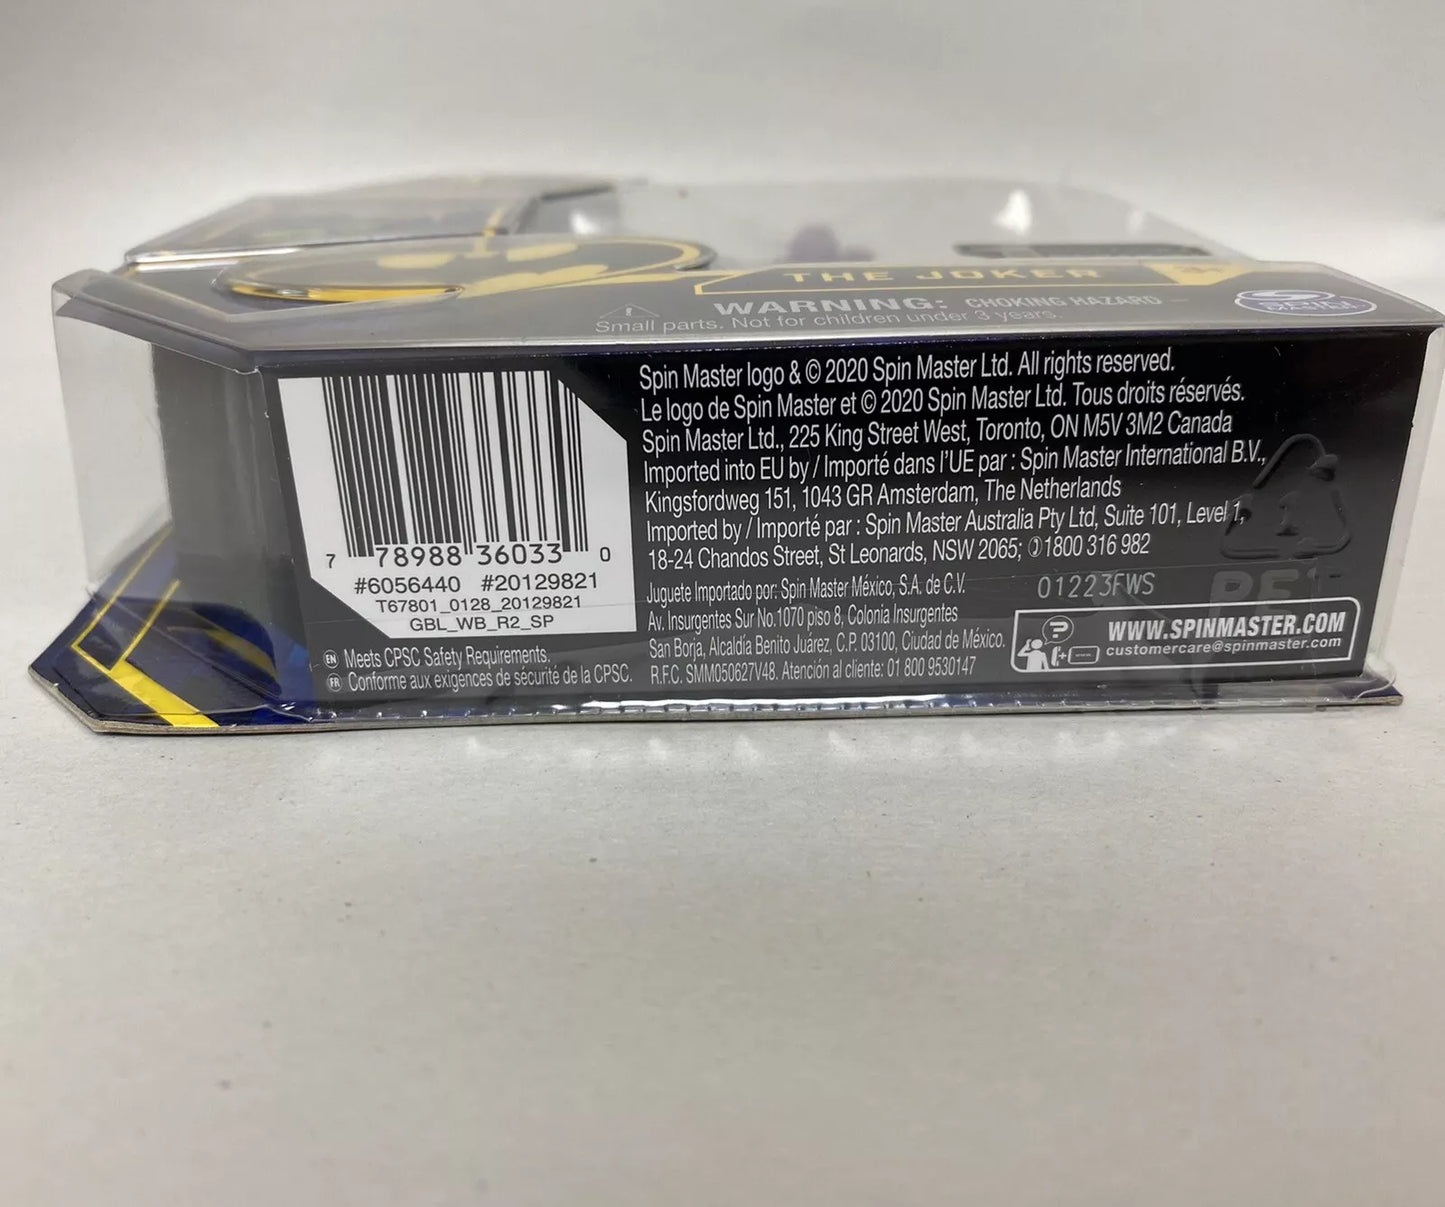 THE JOKER
3+
WARNING: CHOKING HAZARD –
Small parts. Not for children under 3 years.
SPIN
MASTER
Spin Master logo & © 2020 Spin Master Ltd. All rights reserved.
Le logo de Spin Master et © 2020 Spin Master Ltd. Tous droits réservés.
Spin Master Ltd., 225 King Street West, Toronto, ON M5V 3M2 Canada
Imported into EU by / Importé dans l'UE par : Spin Master International B.V.,
Kingsfordweg 151, 1043 GR Amsterdam, The Netherlands
Imported by / Importé par : Spin Master Australia Pty Ltd, Suite 101, Level 1,
18-24 Chandos Street, St Leonards, NSW 2065; 1800 316 982
Juguete Importado por: Spin Master México, S.A. de C.V.
Av. Insurgentes Sur No.1070 piso 8, Colonia Insurgentes
San Borja, Alcaldía Benito Juárez, C.P. 03100, Ciudad de México.
R.F.C. SMM050627V48. Atención al cliente: 01 800 9530147
7 78988 36033 0
#6056440 #20129821
T67801_0128_20129821
GBL_WB_R2_SP
EN Meets CPSC Safety Requirements.
FR Conforme aux exigences de sécurité de la CPSC.
01223FWS
1
WWW.SPINMASTER.COM
customercare@spinmaster.com